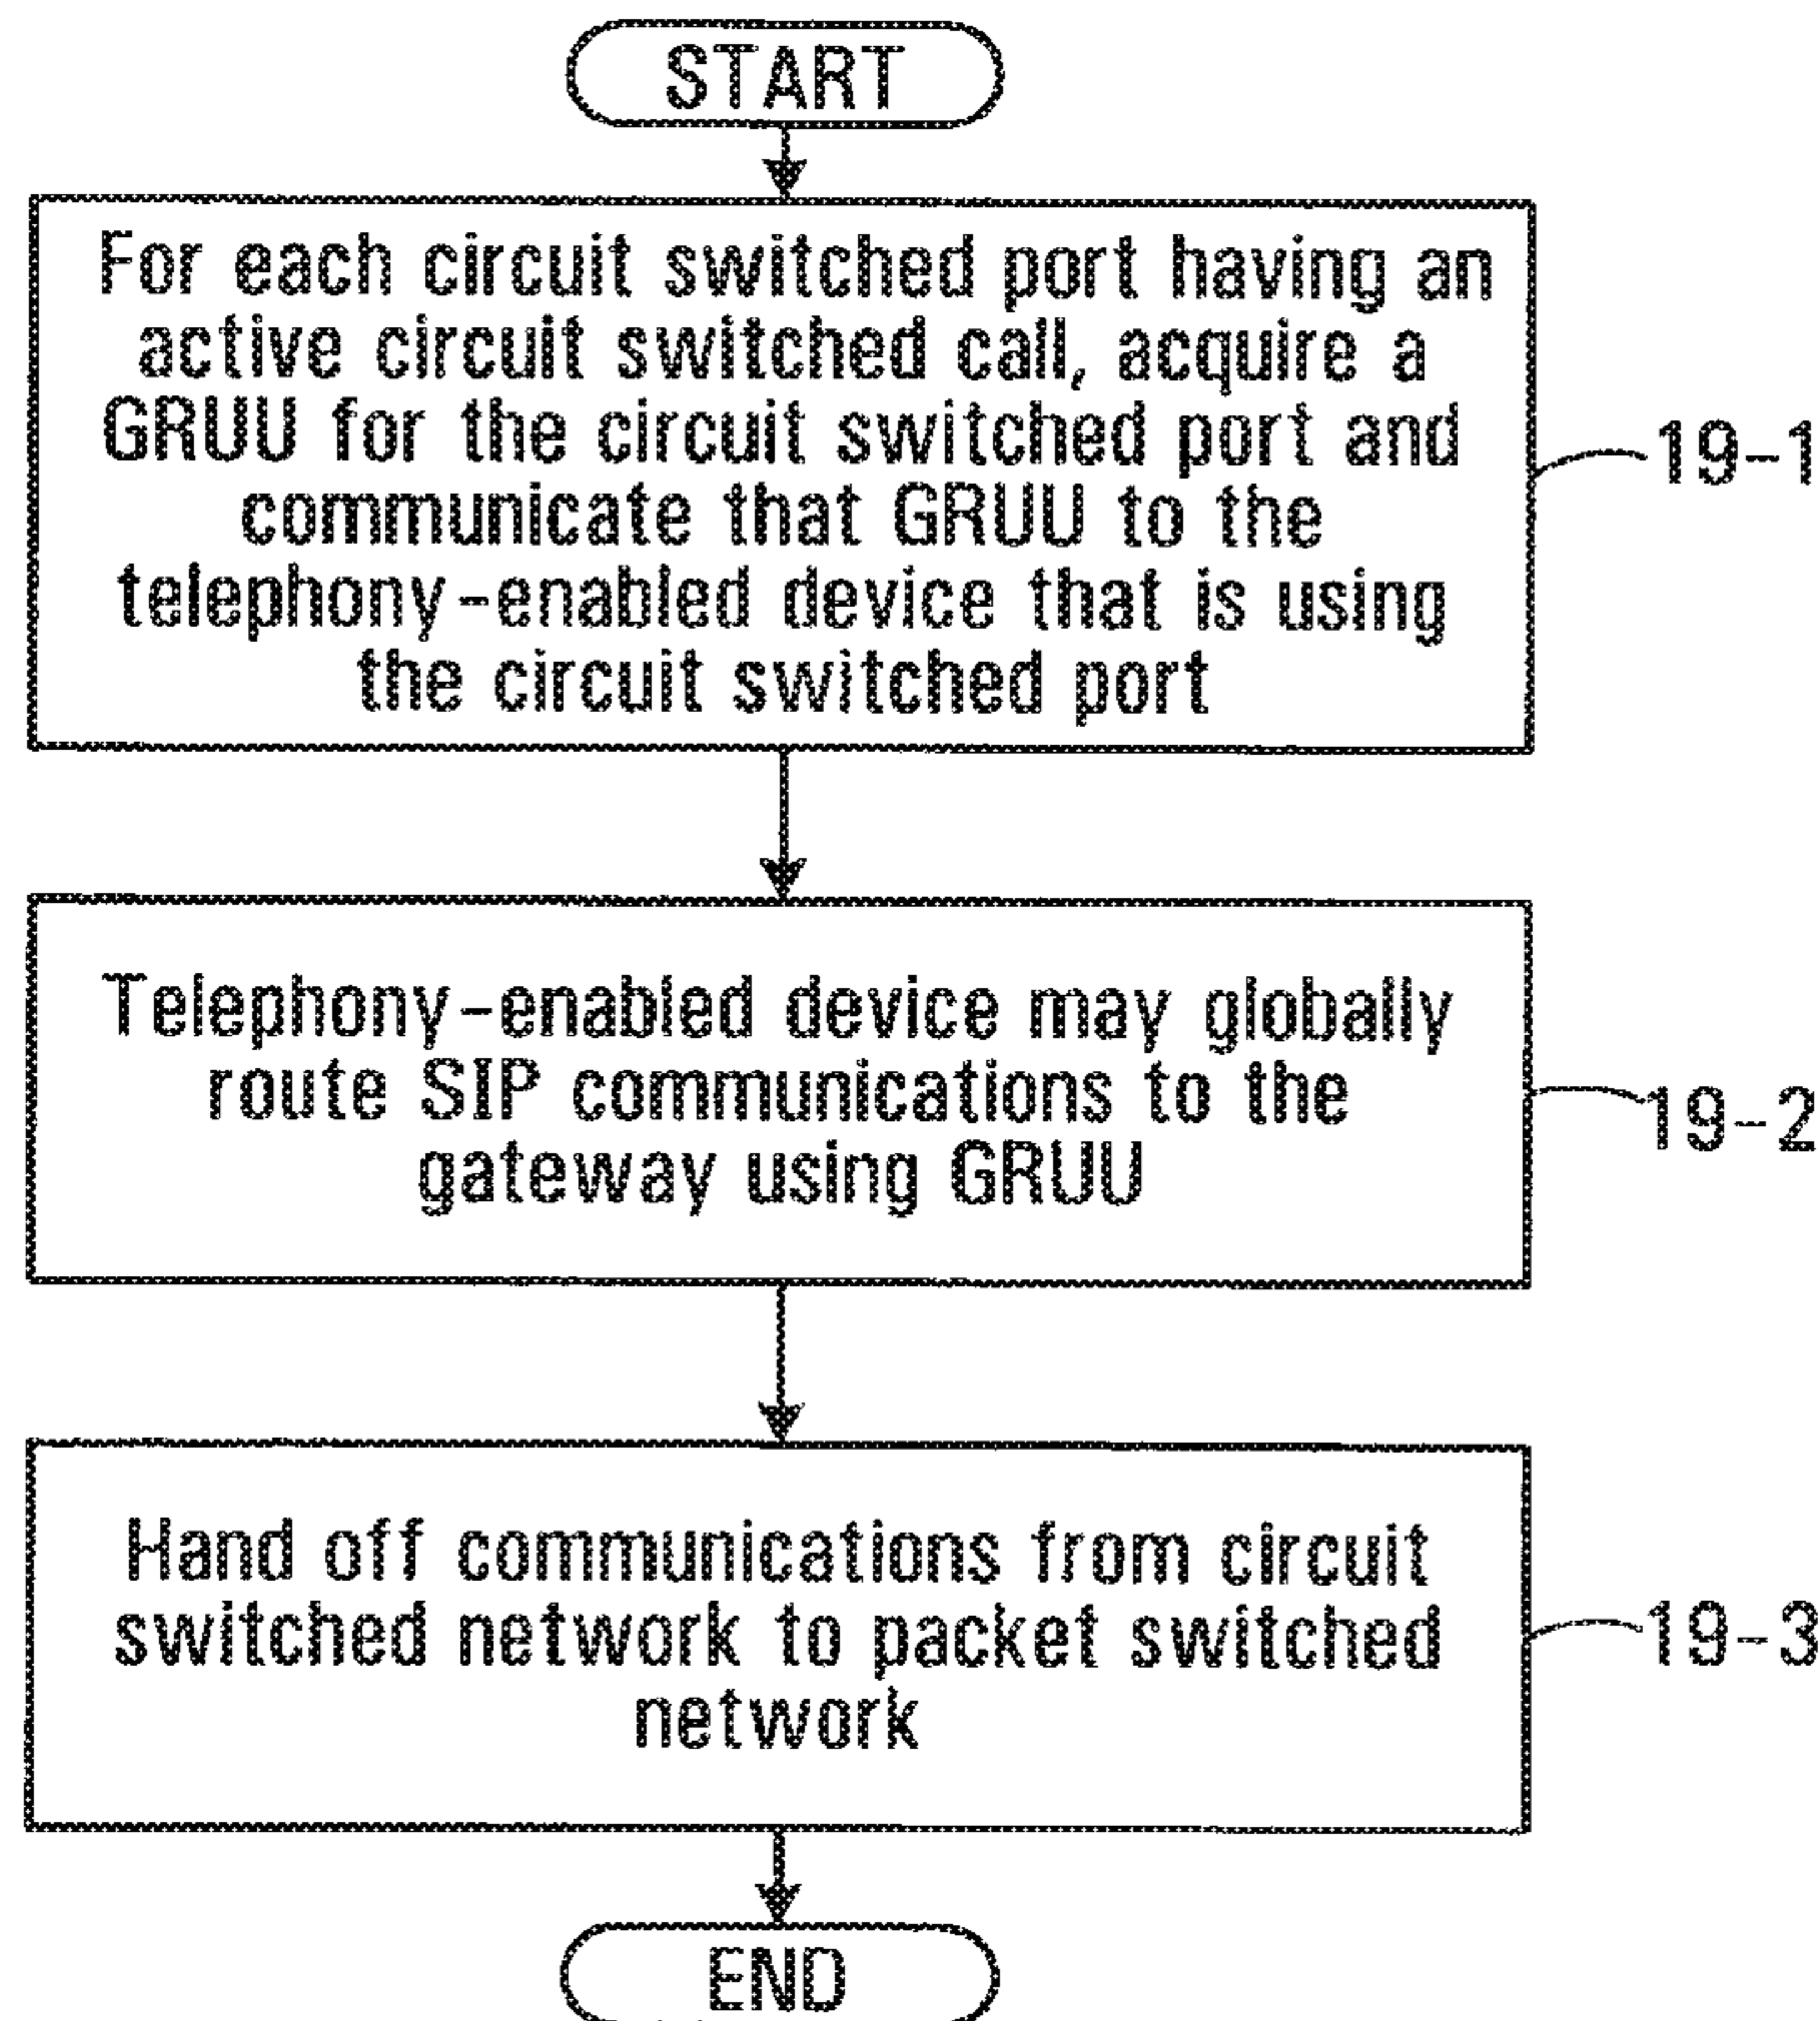 START
For each circuit switched port having an
active circuit switched call, acquire a
GRUU for the circuit switched port and
communicate that GRUU to the
telephony-enabled device that is using
the circuit switched port
19-1
Telephony-enabled device may globally
route SIP communications to the
gateway using GRUU
19-2
Hand off communications from circuit
switched network to packet switched
network
19-3
END